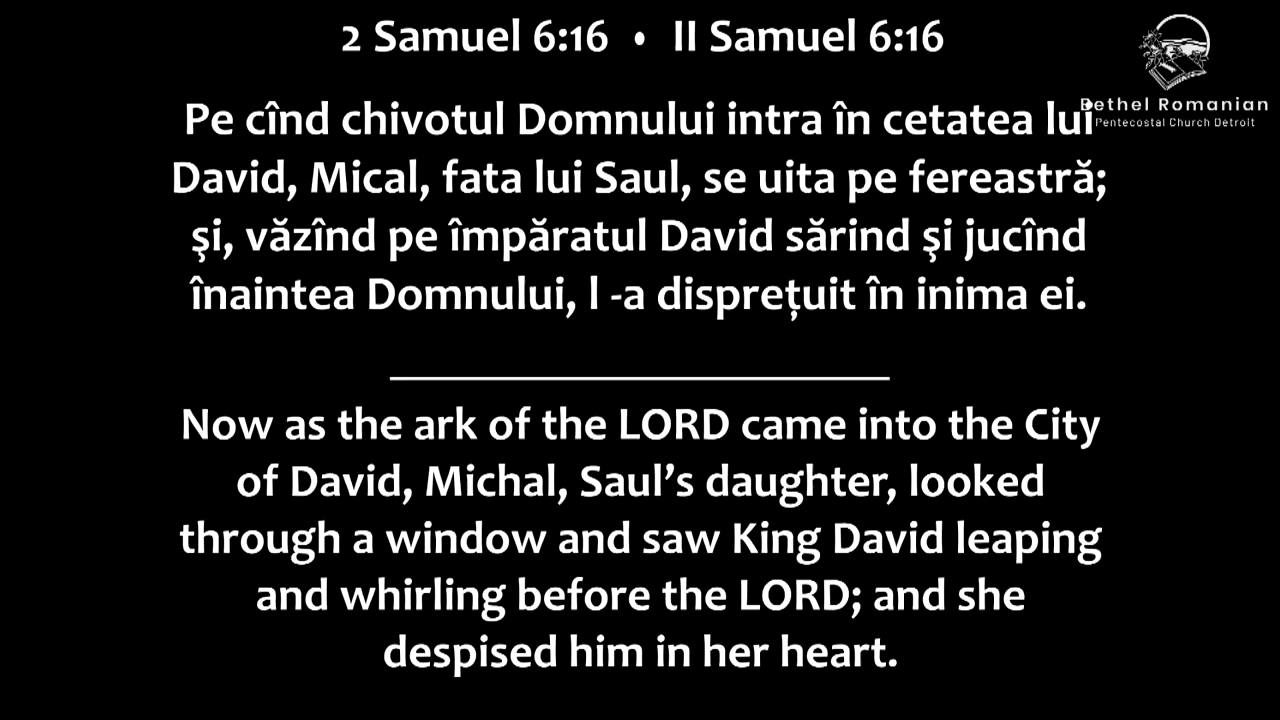 2 Samuel 6:16 • II Samuel 6:16
Bethel Romanian
Pentecostal Church Detroit
Pe cînd chivotul Domnului intra în cetatea lui
David, Mical, fata lui Saul, se uita pe fereastră;
şi, văzînd pe împăratul David sărind şi jucînd
înaintea Domnului, l -a disprețuit în inima ei.
Now as the ark of the LORD came into the City
of David, Michal, Saul’s daughter, looked
through a window and saw King David leaping
and whirling before the LORD; and she
despised him in her heart.